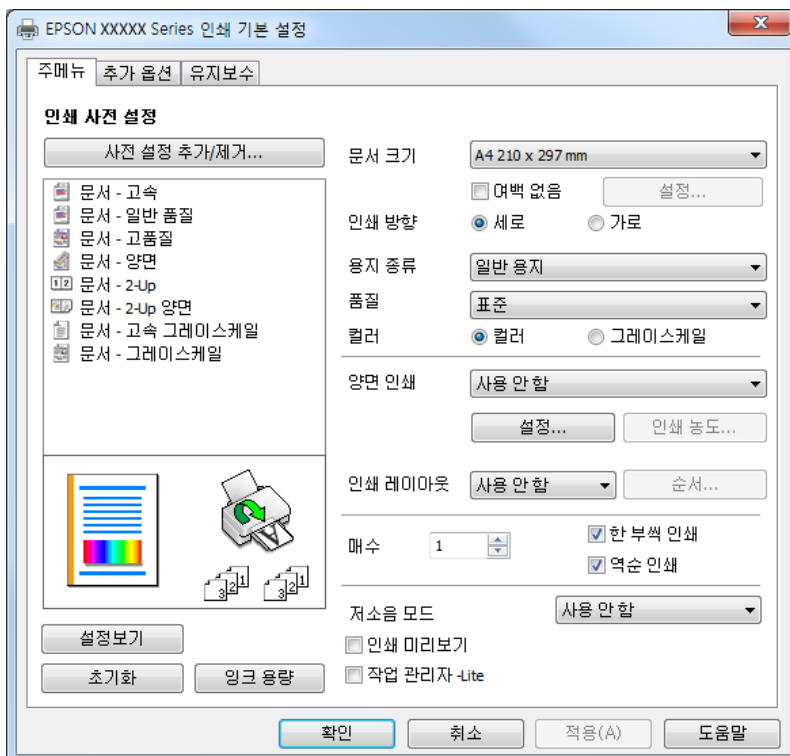 EPSON XXXXX Series 인쇄 기본 설정
주메뉴 추가 옵션 유지보수
인쇄 사전 설정
사전 설정 추가/제거...
문서 - 고속
문서 - 일반 품질
문서 - 고품질
문서 - 양면
문서 - 2-Up
문서 - 2-Up 양면
문서 - 고속 그레이스케일
문서 - 그레이스케일
문서 크기 A4 210 x 297 mm
여백 없음 설정...
인쇄 방향 세로 가로
용지 종류 일반 용지
품질 표준
컬러 컬러 그레이스케일
양면 인쇄 사용 안 함
설정... 인쇄 농도...
인쇄 레이아웃 사용 안 함 순서...
매수 1 한 부씩 인쇄
역순 인쇄
저소음 모드 사용 안 함
인쇄 미리보기
작업 관리자 -Lite
설정보기
초기화 잉크 용량
확인 취소 적용(A) 도움말